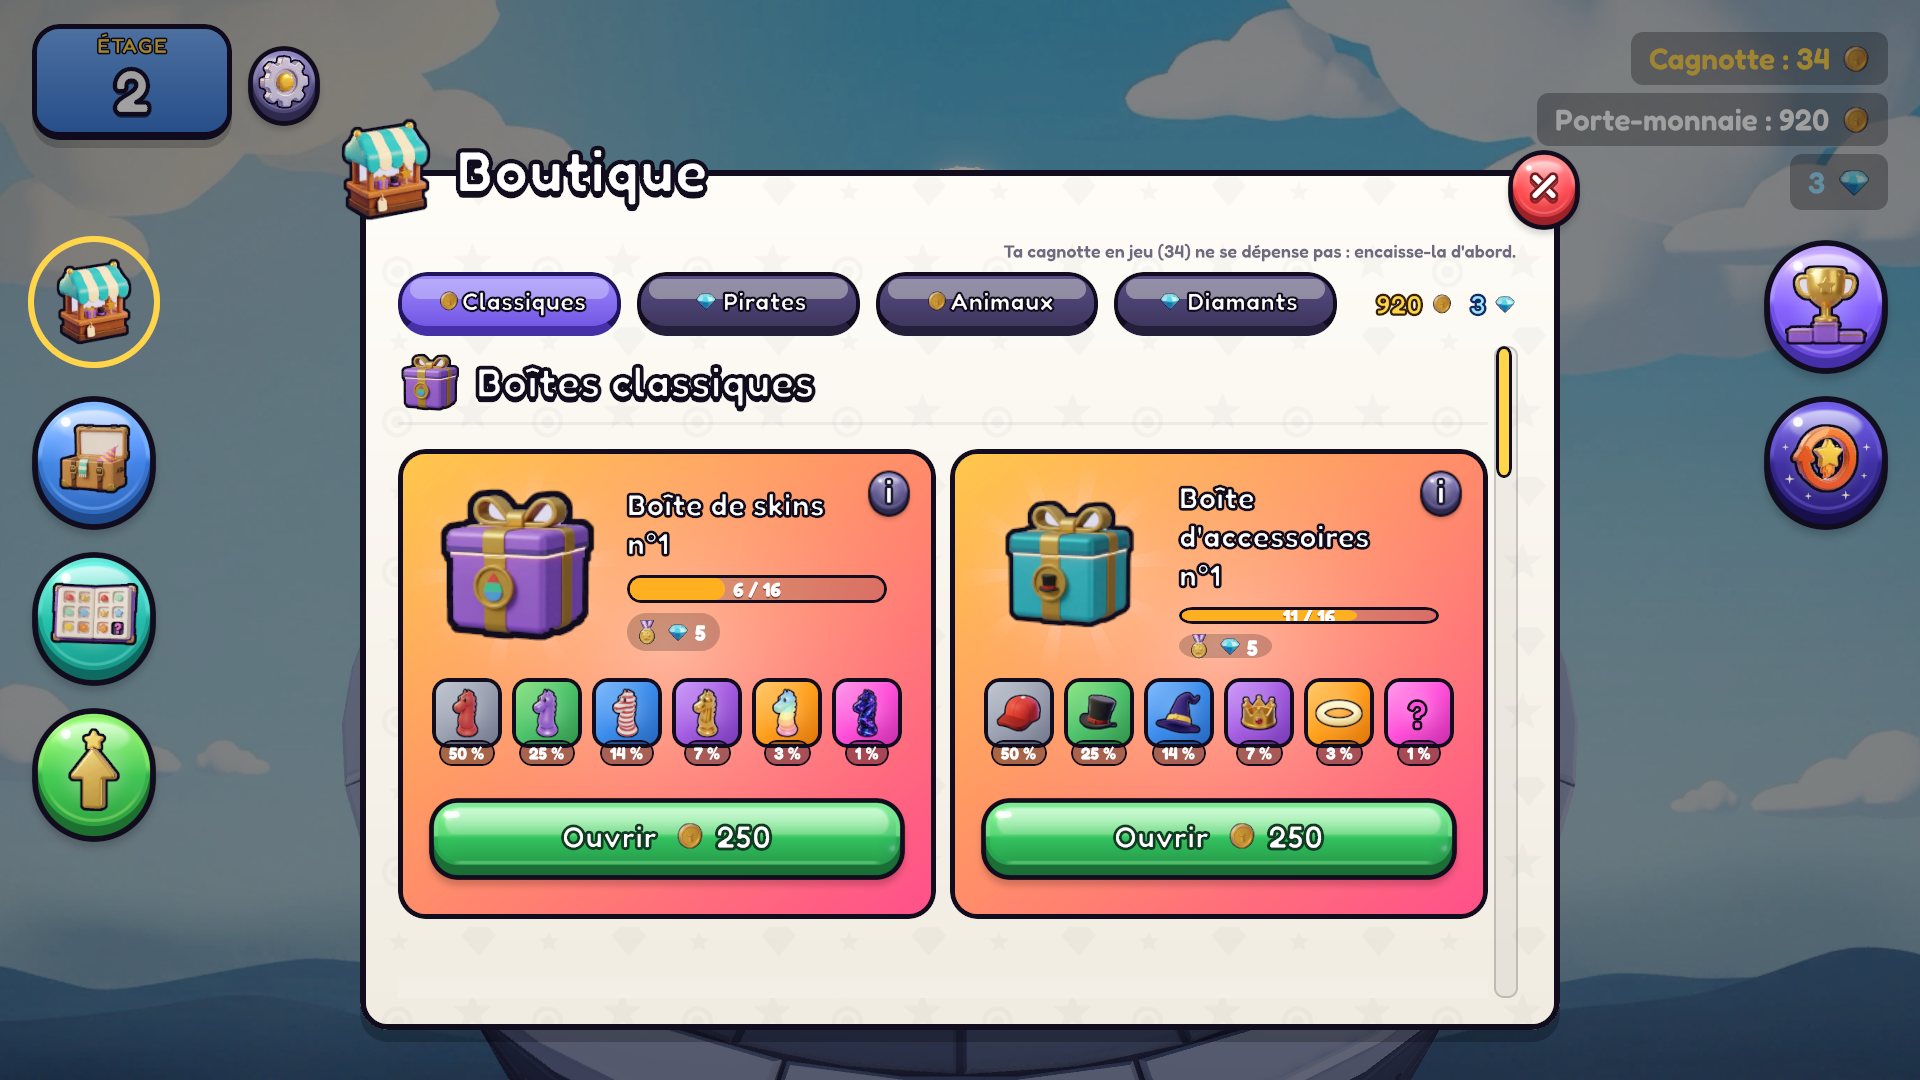 ÉTAGE
2
Cagnotte : 34
Porte-monnaie : 920
3
Boutique
Ta cagnotte en jeu (34) ne se dépense pas : encaisse-la d'abord.
Classiques
Pirates
Animaux
Diamants
920 3
Boîtes classiques
Boîte de skins
n°1
6 / 16
5
50 % 25 % 14 % 7 % 3 % 1 %
Ouvrir 250
Boîte
d'accessoires
n°1
11 / 16
5
?
50 % 25 % 14 % 7 % 3 % 1 %
Ouvrir 250